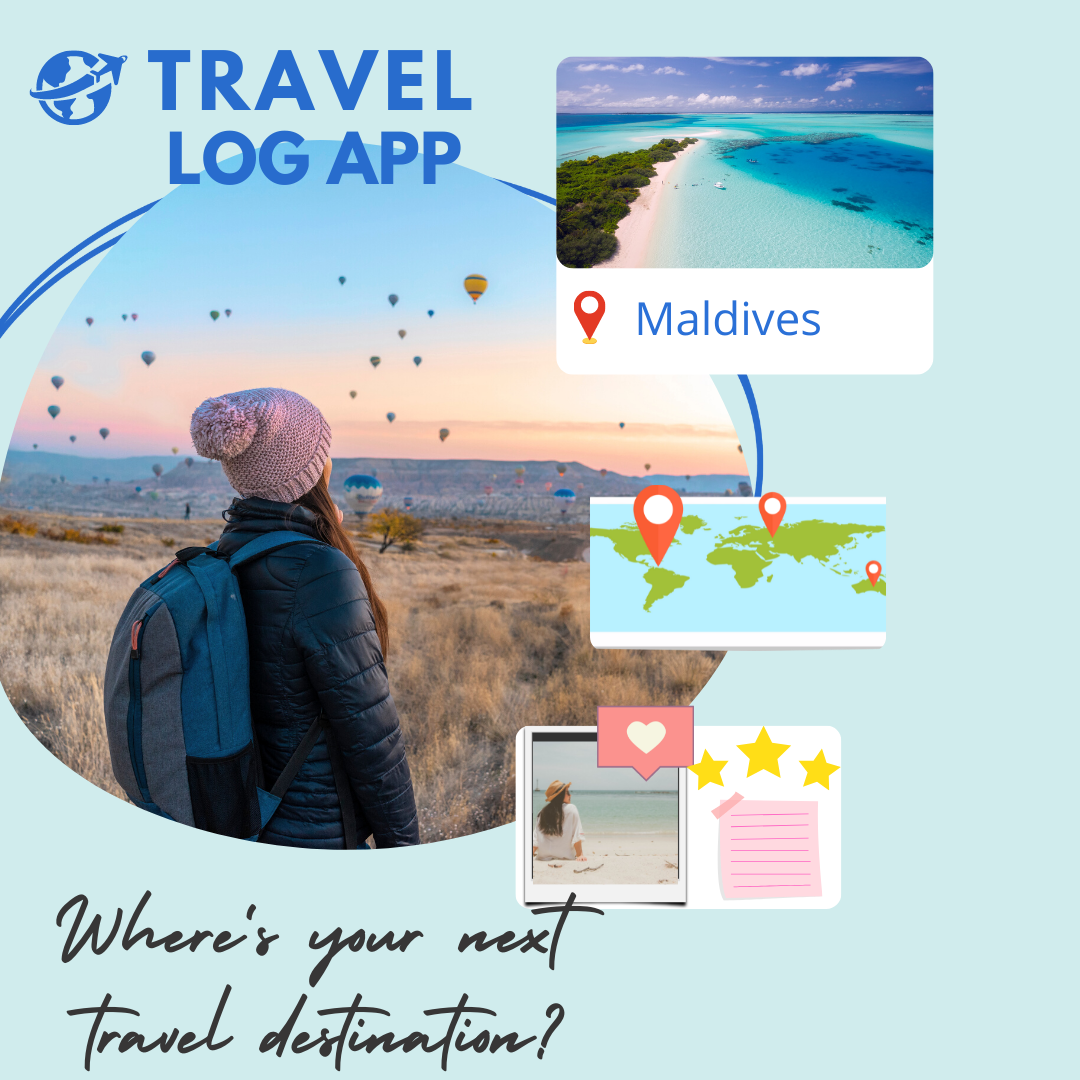 TRAVEL
LOG APP
Maldives
Where's your next
travel destination?